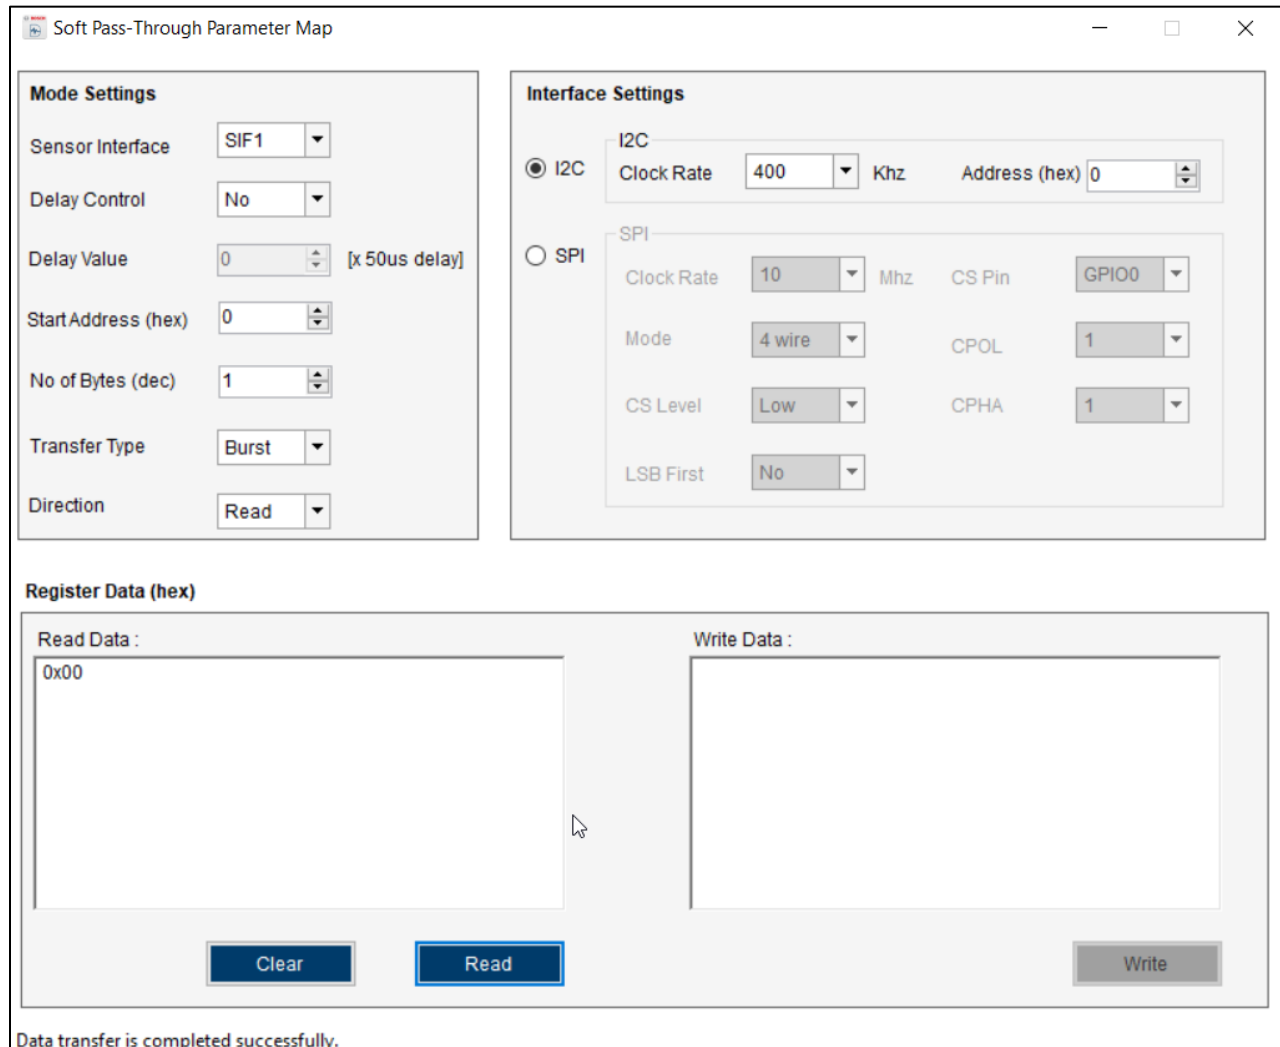 Soft Pass-Through Parameter Map
Mode Settings
Sensor Interface SIF1
Delay Control No
Delay Value 0 [x 50us delay]
Start Address (hex) 0
No of Bytes (dec) 1
Transfer Type Burst
Direction Read
Interface Settings
I2C
I2C Clock Rate 400 Khz Address (hex) 0
SPI
SPI
Clock Rate 10 Mhz CS Pin GPIO0
Mode 4 wire CPOL 1
CS Level Low CPHA 1
LSB First No
Register Data (hex)
Read Data : Write Data :
0x00
Clear Read Write
Data transfer is completed successfully.